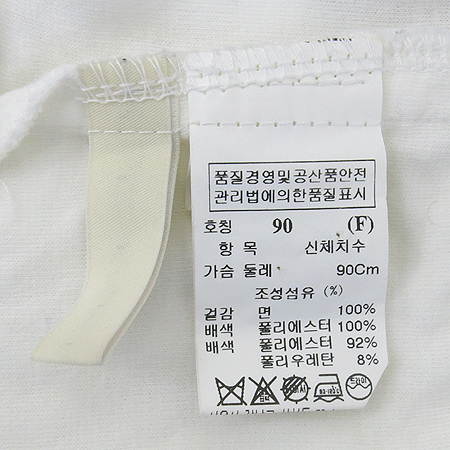 품질경영및공산품안전
관리법에의한품질표시
호칭 90 (F)
항 목 신체치수
가슴 둘레 90Cm
조성섬유 (%)
겉감 면 100%
배색 폴리에스터 100%
배색 폴리에스터 92%
폴리우레탄 8%
드라이